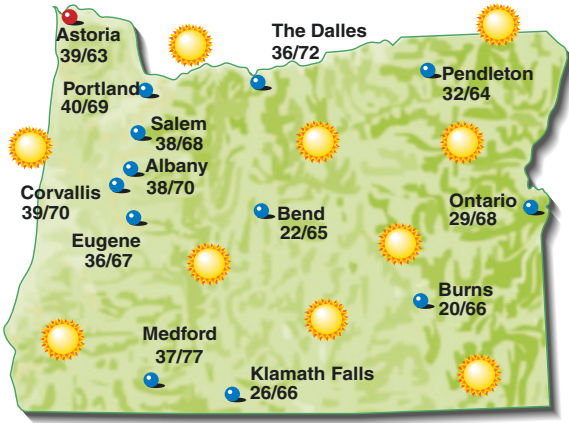 Astoria
39/63
The Dalles
36/72
Portland
40/69
Pendleton
32/64
Salem
38/68
Albany
38/70
Corvallis
39/70
Eugene
36/67
Bend
22/65
Ontario
29/68
Burns
20/66
Medford
37/77
Klamath Falls
26/66